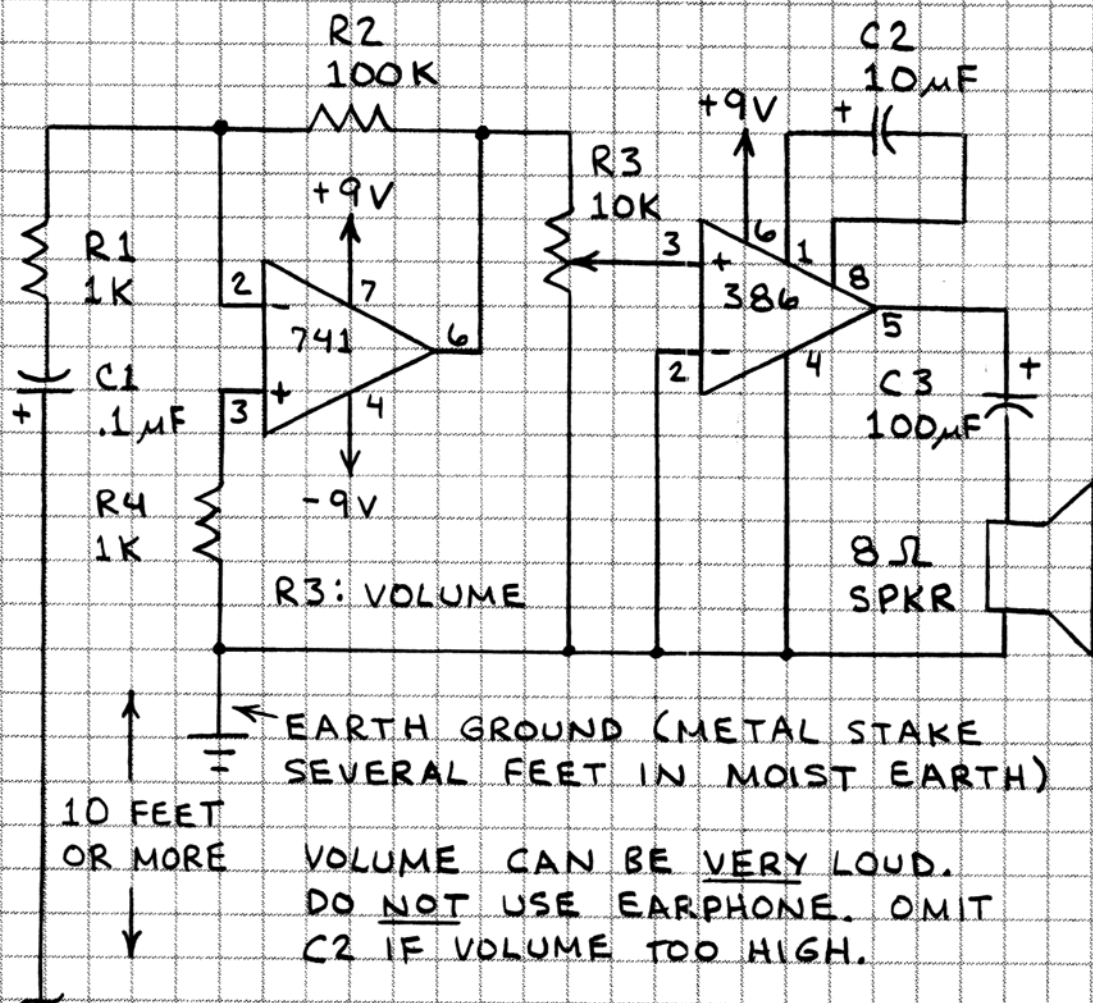 R2
100K
C2
10µF
+9V
+
R3
10K
+9V
R1
1K
3
6
1
+
8
386
2
-
7
741
6
5
2
-
4
C1
.1µF
+
3
+
4
C3
100µF
+
-9V
R4
1K
8Ω
SPKR
R3: VOLUME
EARTH GROUND (METAL STAKE
SEVERAL FEET IN MOIST EARTH)
10 FEET
OR MORE
VOLUME CAN BE VERY LOUD.
DO NOT USE EARPHONE. OMIT
C2 IF VOLUME TOO HIGH.